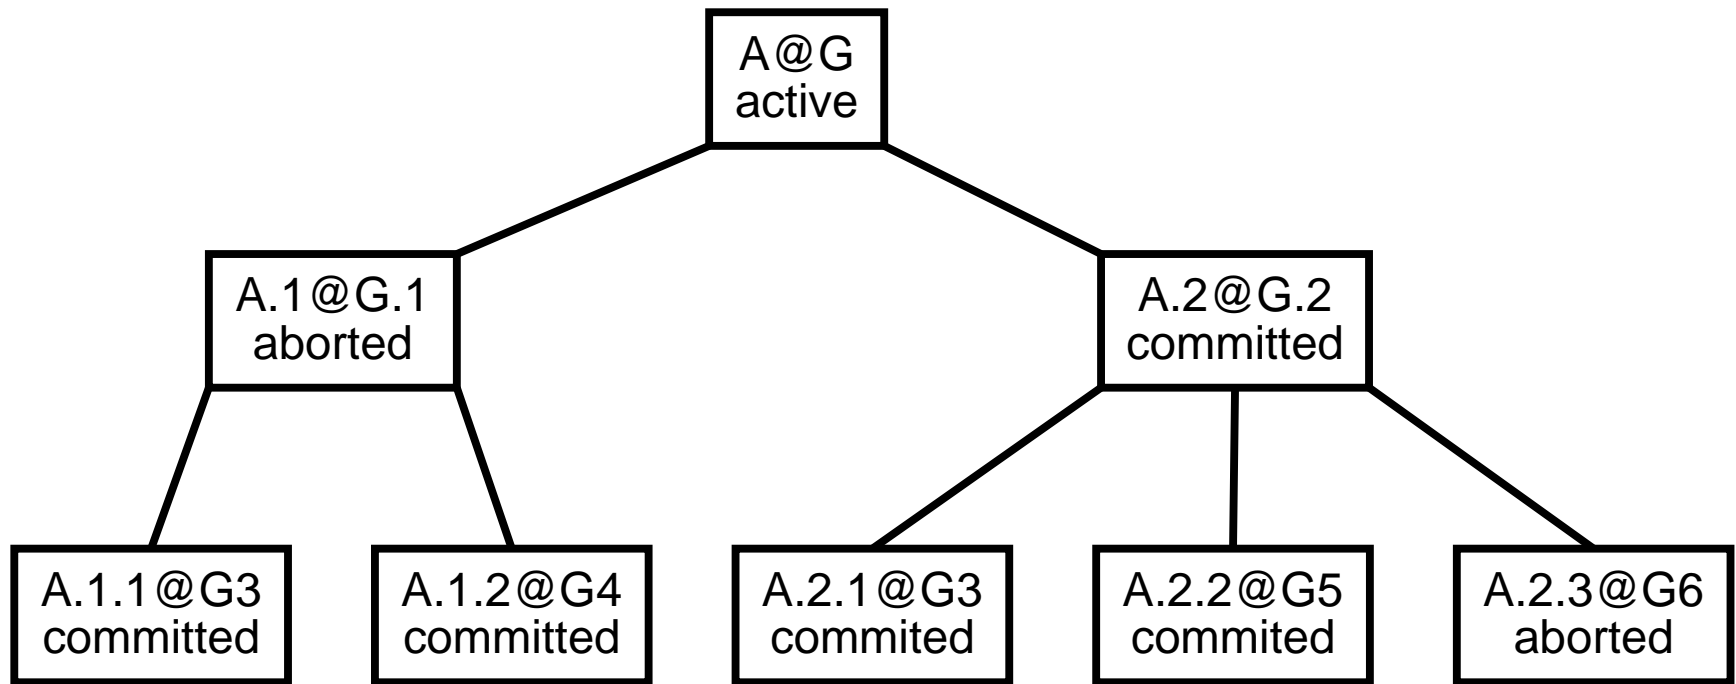 A@G
active
A.1@G.1
aborted
A.2@G.2
committed
A.1.1@G3
committed
A.1.2@G4
committed
A.2.1@G3
commited
A.2.2@G5
commited
A.2.3@G6
aborted